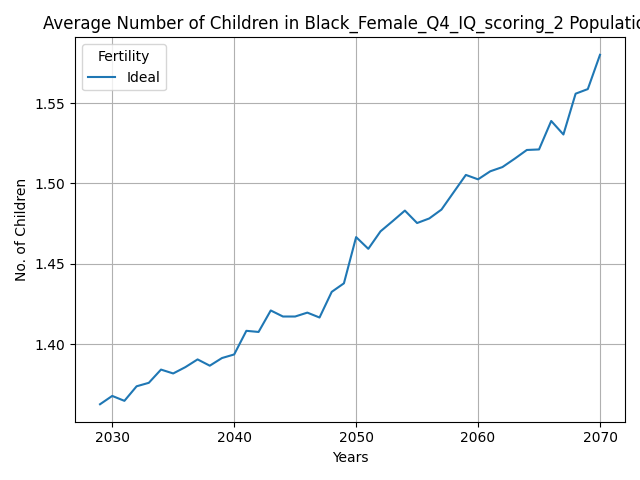 Average Number of Children in Black_Female_Q4_IQ_scoring_2 Populatio
Fertility
Ideal
No. of Children
1.55
1.50
1.45
1.40
2030 2040 2050 2060 2070
Years